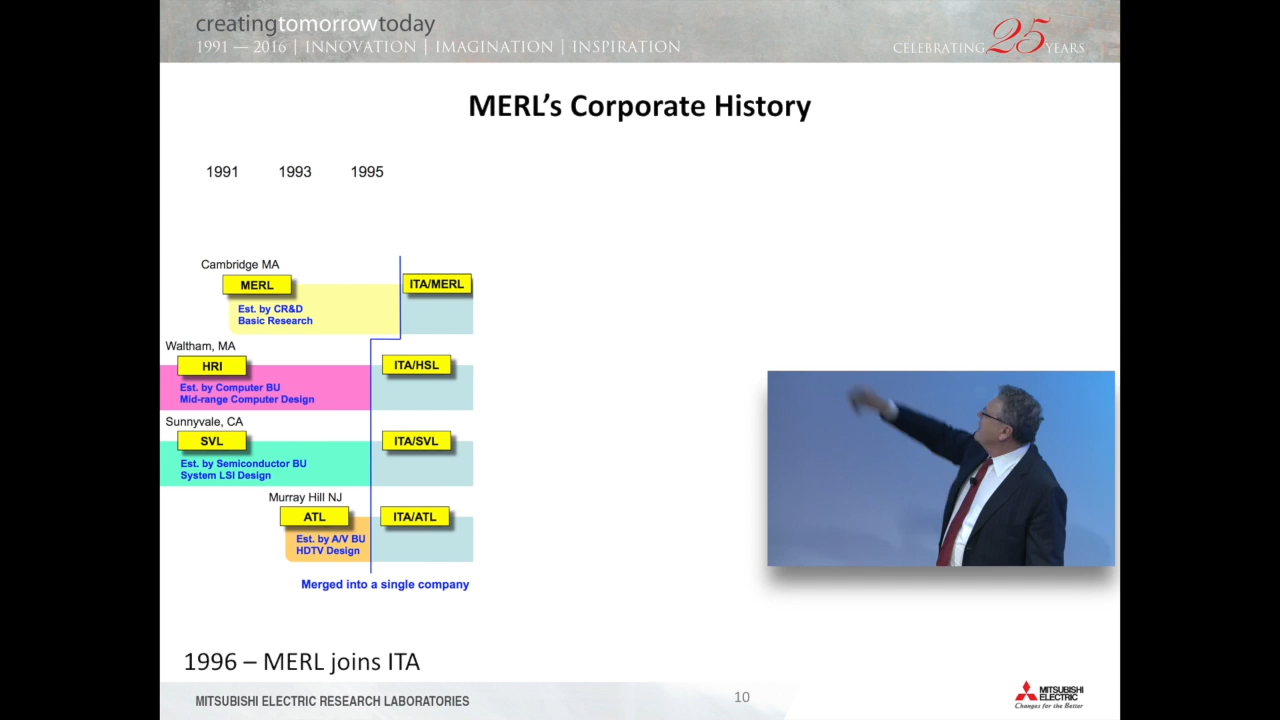 creatingtomorrowtoday
1991 — 2016 | INNOVATION | IMAGINATION | INSPIRATION
CELEBRATING 25 YEARS
MERL’s Corporate History
1991 1993 1995
Cambridge MA
MERL
ITA/MERL
Est. by CR&D
Basic Research
Waltham, MA
HRI
ITA/HSL
Est. by Computer BU
Mid-range Computer Design
Sunnyvale, CA
SVL
ITA/SVL
Est. by Semiconductor BU
System LSI Design
Murray Hill NJ
ATL
ITA/ATL
Est. by A/V BU
HDTV Design
Merged into a single company
1996 – MERL joins ITA
MITSUBISHI ELECTRIC RESEARCH LABORATORIES
10
MITSUBISHI
ELECTRIC
Changes for the Better